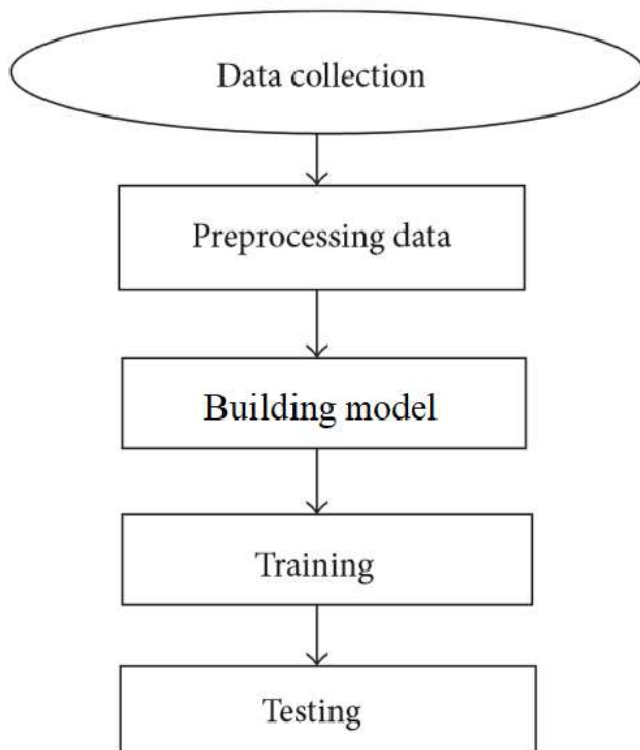 Data collection
Preprocessing data
Building model
Training
Testing